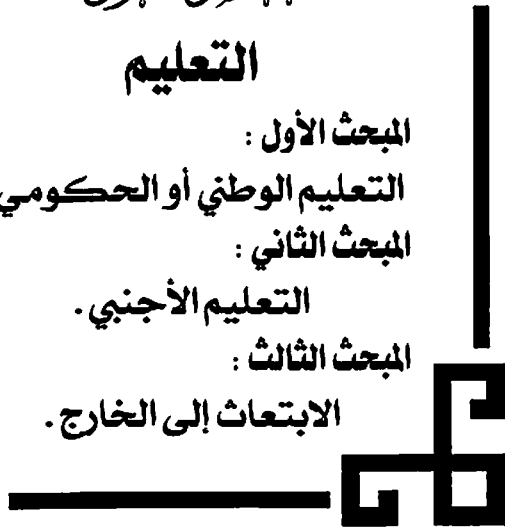 التعليم
المبحث الأول :
التعليم الوطني أو الحكومي
المبحث الثاني :
التعليم الأجنبي .
المبحث الثالث :
الابتعاث إلى الخارج .